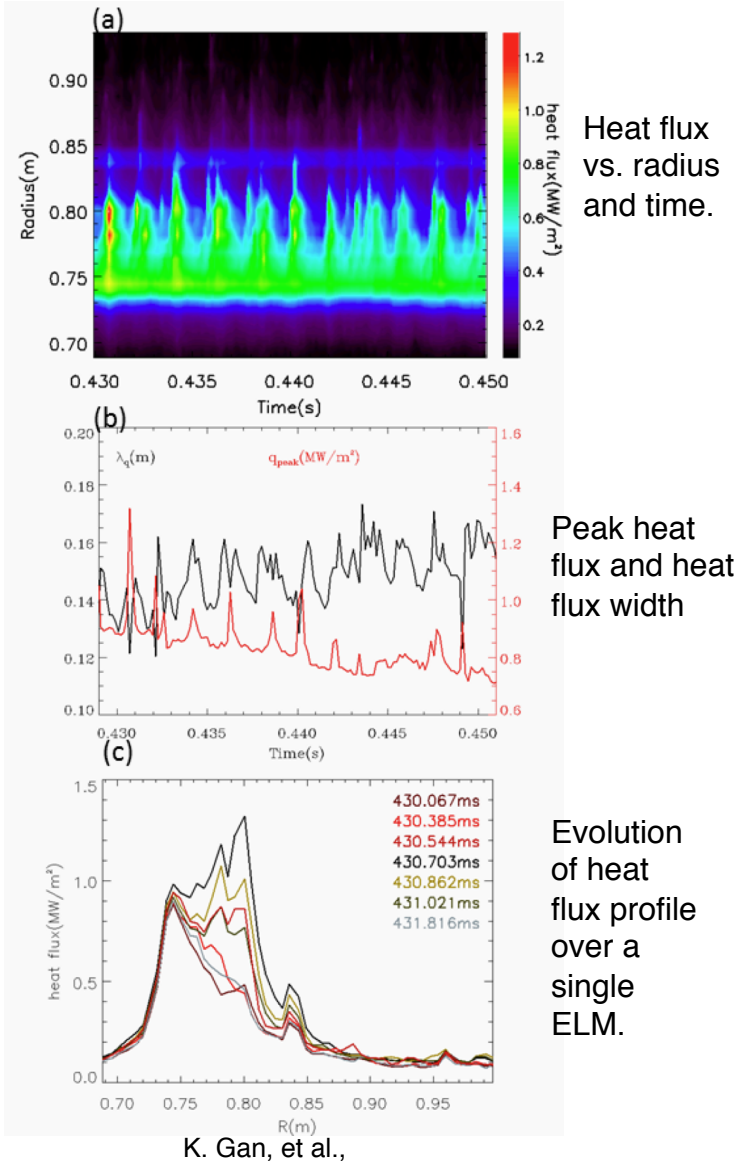 (a)
0.90
0.85
0.80
0.75
0.70
Radius(m)
0.430
0.435
0.440
0.445
0.450
Time(s)
1.2
1.0
0.8
0.6
0.4
0.2
heat flux(MW/m²)
Heat flux
vs. radius
and time.
(b)
0.20
0.18
0.16
0.14
0.12
0.10
λq(m)
qpeak(MW/m²)
1.6
1.4
1.2
1.0
0.8
0.6
0.430
0.435
0.440
0.445
0.450
Time(s)
Peak heat
flux and heat
flux width
(c)
1.5
1.0
0.5
0.0
heat flux(MW/m²)
430.067ms
430.385ms
430.544ms
430.703ms
430.862ms
431.021ms
431.816ms
0.70
0.75
0.80
0.85
0.90
0.95
R(m)
Evolution
of heat
flux profile
over a
single
ELM.
K. Gan, et al.,